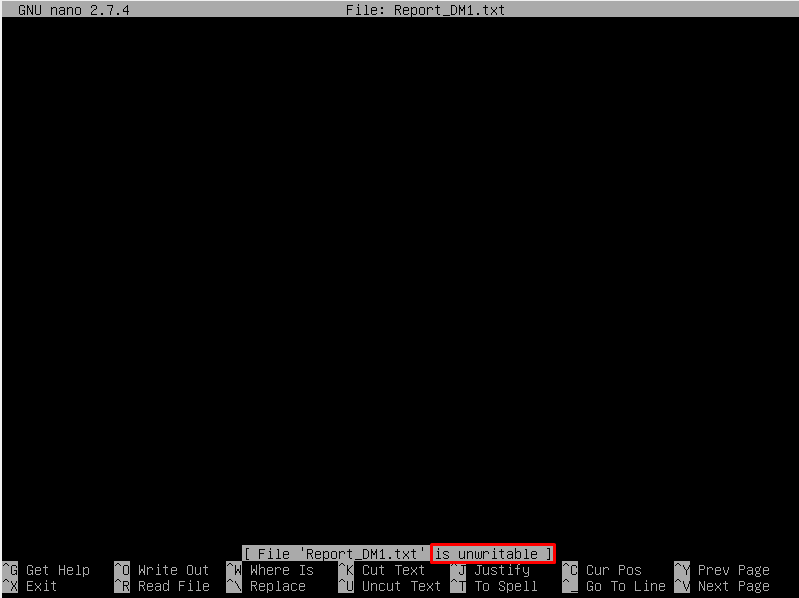 GNU nano 2.7.4 File: Report_DM1.txt
[ File 'Report_DM1.txt' is unwritable ]
^G Get Help ^O Write Out ^W Where Is ^K Cut Text ^J Justify ^C Cur Pos ^Y Prev Page
^X Exit ^R Read File ^\ Replace ^U Uncut Text ^T To Spell ^_ Go To Line ^V Next Page